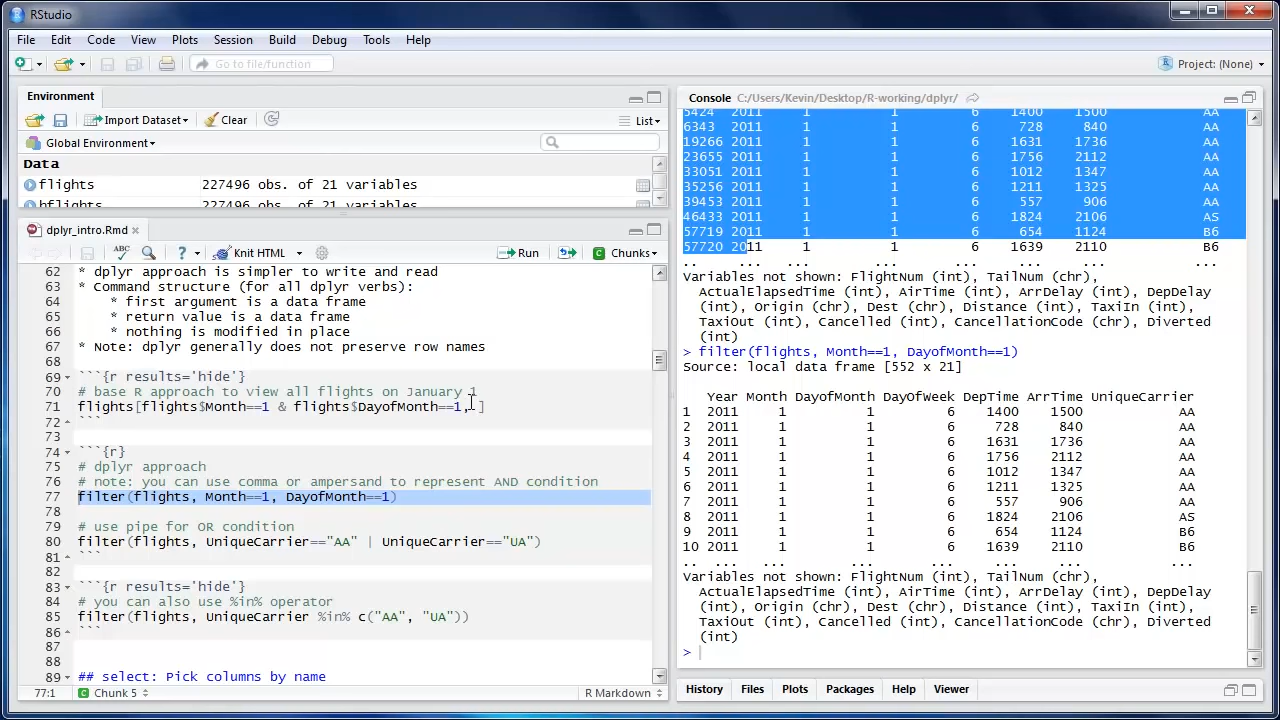 RStudio
File Edit Code View Plots Session Build Debug Tools Help
Go to file/function
Project: (None)
Environment
Import Dataset Clear List
Global Environment
Data
flights 227496 obs. of 21 variables
hflights 227496 obs. of 21 variables
dplyr_intro.Rmd
ABC ? Knit HTML Run Chunks
62 * dplyr approach is simpler to write and read
63 * Command structure (for all dplyr verbs):
64 * first argument is a data frame
65 * return value is a data frame
66 * nothing is modified in place
67 * Note: dplyr generally does not preserve row names
68
69 ```{r results='hide'}
70 # base R approach to view all flights on January 1
71 flights[flights$Month==1 & flights$DayofMonth==1, ]
72 ```
73
74 ```{r}
75 # dplyr approach
76 # note: you can use comma or ampersand to represent AND condition
77 filter(flights, Month==1, DayofMonth==1)
78
79 # use pipe for OR condition
80 filter(flights, UniqueCarrier=="AA" | UniqueCarrier=="UA")
81 ```
82
83 ```{r results='hide'}
84 # you can also use %in% operator
85 filter(flights, UniqueCarrier %in% c("AA", "UA"))
86 ```
87
88
89 ## select: Pick columns by name
77:1 Chunk 5 R Markdown
Console C:/Users/Kevin/Desktop/R-working/dplyr/
5424 2011 1 1 6 1400 1500 AA
6343 2011 1 1 6 728 840 AA
19266 2011 1 1 6 1631 1736 AA
23655 2011 1 1 6 1756 2112 AA
33051 2011 1 1 6 1012 1347 AA
35256 2011 1 1 6 1211 1325 AA
39453 2011 1 1 6 557 906 AA
46433 2011 1 1 6 1824 2106 AS
57719 2011 1 1 6 654 1124 B6
57720 2011 1 1 6 1639 2110 B6
.. ... ... ... ... ... ... ...
Variables not shown: FlightNum (int), TailNum (chr),
ActualElapsedTime (int), AirTime (int), ArrDelay (int), DepDelay
(int), Origin (chr), Dest (chr), Distance (int), TaxiIn (int),
TaxiOut (int), Cancelled (int), CancellationCode (chr), Diverted
(int)
> filter(flights, Month==1, DayofMonth==1)
Source: local data frame [552 x 21]
Year Month DayofMonth DayOfWeek DepTime ArrTime UniqueCarrier
1 2011 1 1 6 1400 1500 AA
2 2011 1 1 6 728 840 AA
3 2011 1 1 6 1631 1736 AA
4 2011 1 1 6 1756 2112 AA
5 2011 1 1 6 1012 1347 AA
6 2011 1 1 6 1211 1325 AA
7 2011 1 1 6 557 906 AA
8 2011 1 1 6 1824 2106 AS
9 2011 1 1 6 654 1124 B6
10 2011 1 1 6 1639 2110 B6
.. ... ... ... ... ... ... ...
Variables not shown: FlightNum (int), TailNum (chr),
ActualElapsedTime (int), AirTime (int), ArrDelay (int), DepDelay
(int), Origin (chr), Dest (chr), Distance (int), TaxiIn (int),
TaxiOut (int), Cancelled (int), CancellationCode (chr), Diverted
(int)
>
History Files Plots Packages Help Viewer